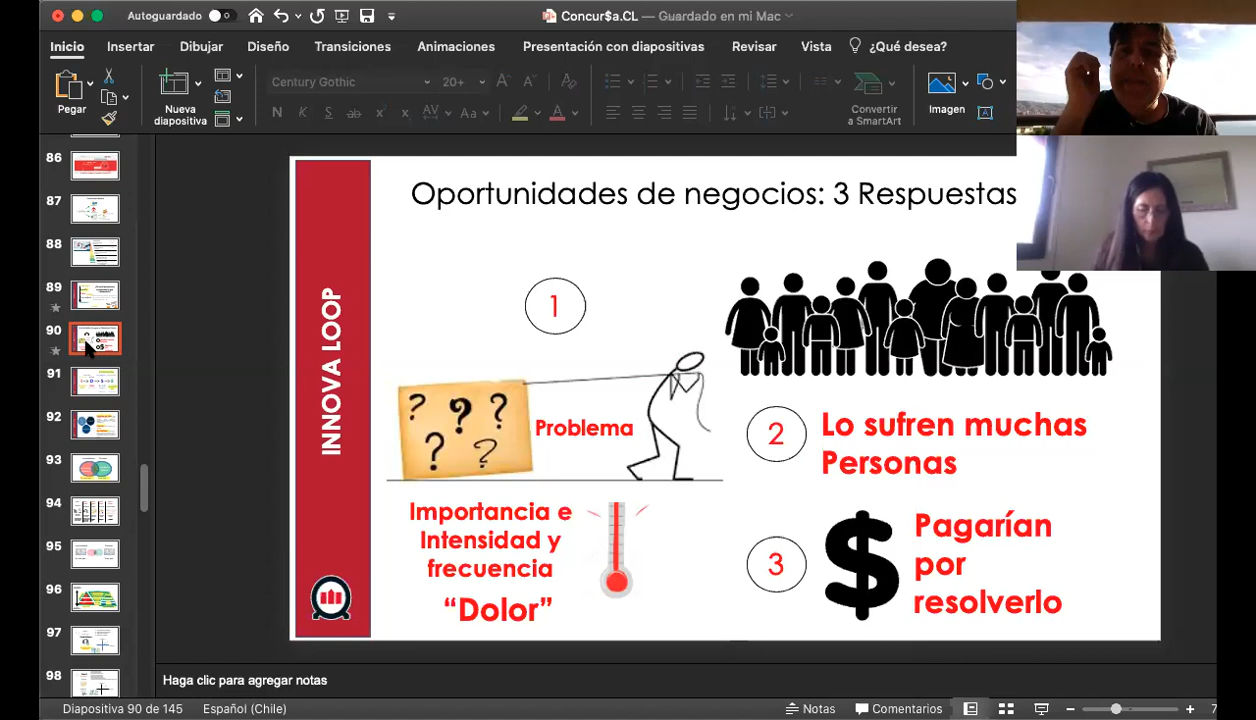 Autoguardado
Concur$a.CL — Guardado en mi Mac
Inicio Insertar Dibujar Diseño Transiciones Animaciones Presentación con diapositivas Revisar Vista ¿Qué desea?
Pegar
Nueva
diapositiva
Century Gothic
20+
N K S ab x x
AV Aa A
Convertir
a SmartArt
Imagen
86
87
88
89
90
91
92
93
94
95
96
97
98
INNOVA LOOP
Oportunidades de negocios: 3 Respuestas
1
? ? ?
? ?
Problema
Importancia e
Intensidad y
frecuencia
“Dolor”
2
Lo sufren muchas
Personas
3
$
Pagarían
por
resolverlo
Haga clic para agregar notas
Diapositiva 90 de 145
Español (Chile)
Notas
Comentarios